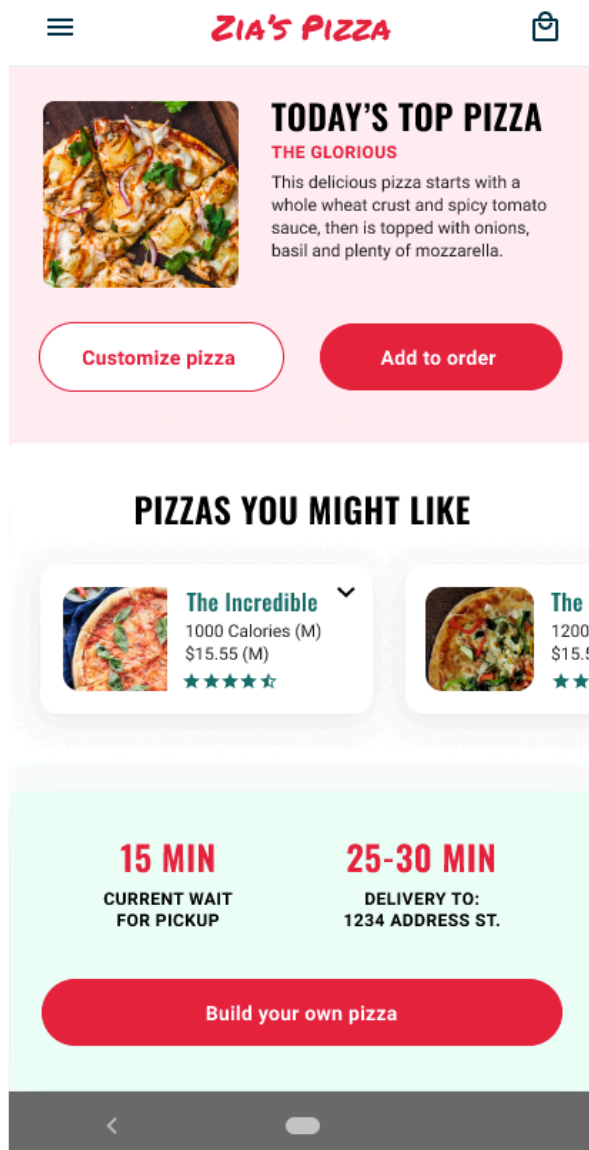 ZIA'S PIZZA
TODAY'S TOP PIZZA
THE GLORIOUS
This delicious pizza starts with a
whole wheat crust and spicy tomato
sauce, then is topped with onions,
basil and plenty of mozzarella.
Customize pizza
Add to order
PIZZAS YOU MIGHT LIKE
The Incredible
1000 Calories (M)
$15.55 (M)
The
1200
$15.5
15 MIN
CURRENT WAIT
FOR PICKUP
25-30 MIN
DELIVERY TO:
1234 ADDRESS ST.
Build your own pizza